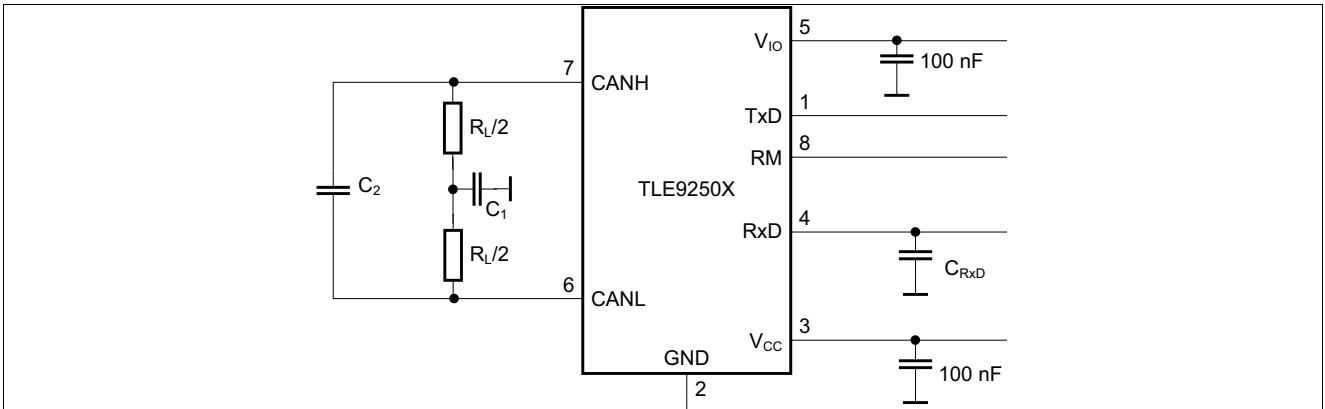 5
V_IO
100 nF
7
CANH
1
TxD
R_L/2
8
RM
C_2
C_1
TLE9250X
4
RxD
R_L/2
C_RxD
6
CANL
3
V_CC
GND
100 nF
2